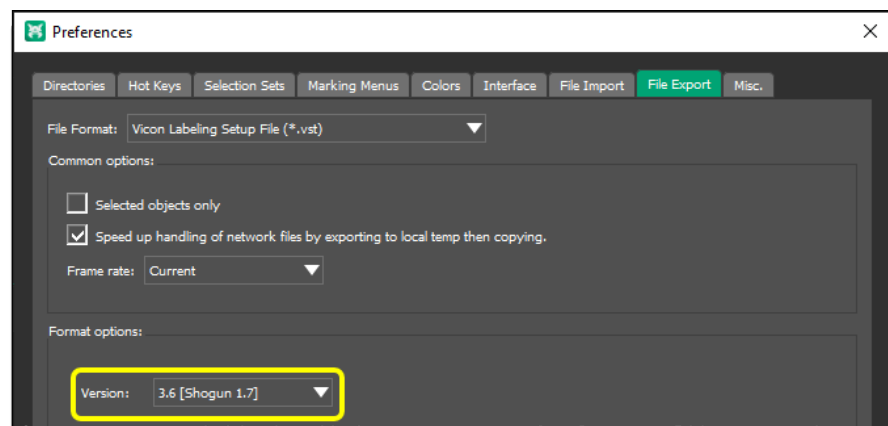 Preferences
Directories Hot Keys Selection Sets Marking Menus Colors Interface File Import File Export Misc.
File Format: Vicon Labeling Setup File (*.vst)
Common options:
Selected objects only
Speed up handling of network files by exporting to local temp then copying.
Frame rate: Current
Format options:
Version: 3.6 [Shogun 1.7]